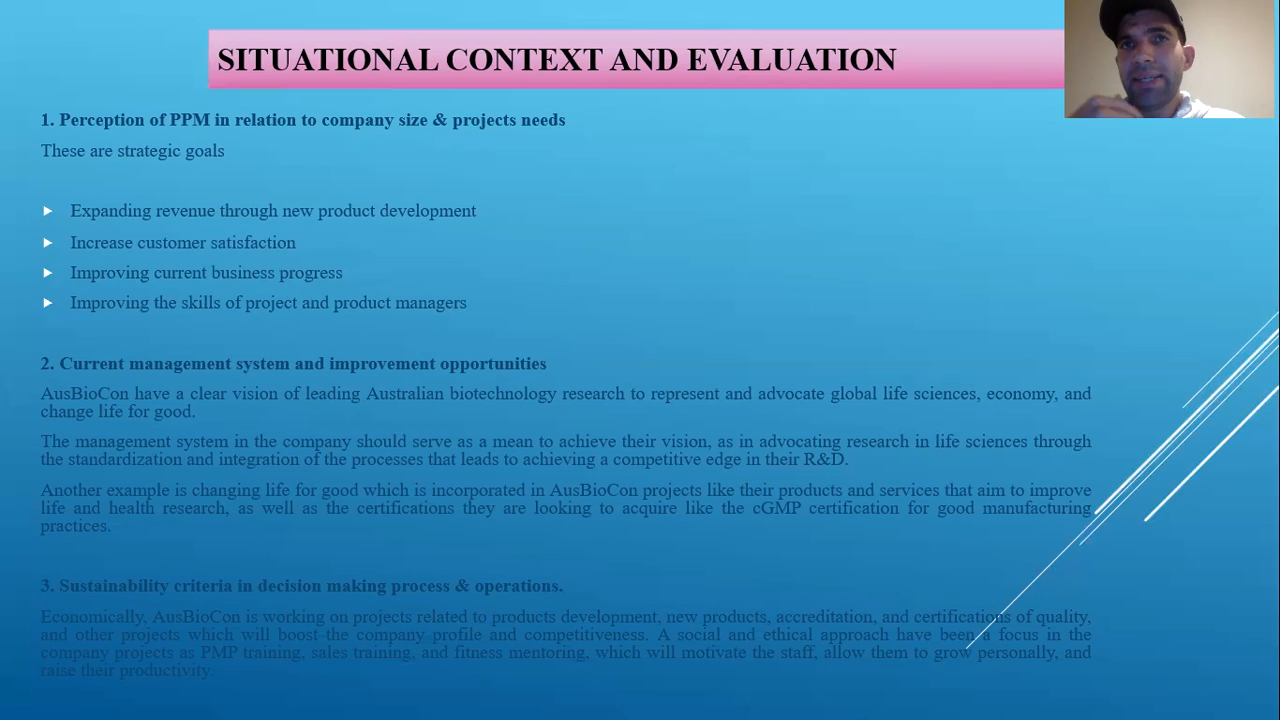 SITUATIONAL CONTEXT AND EVALUATION
1. Perception of PPM in relation to company size & projects needs
These are strategic goals
Expanding revenue through new product development
Increase customer satisfaction
Improving current business progress
Improving the skills of project and product managers
2. Current management system and improvement opportunities
AusBioCon have a clear vision of leading Australian biotechnology research to represent and advocate global life sciences, economy, and
change life for good.
The management system in the company should serve as a mean to achieve their vision, as in advocating research in life sciences through
the standardization and integration of the processes that leads to achieving a competitive edge in their R&D.
Another example is changing life for good which is incorporated in AusBioCon projects like their products and services that aim to improve
life and health research, as well as the certifications they are looking to acquire like the cGMP certification for good manufacturing
practices.
3. Sustainability criteria in decision making process & operations.
Economically, AusBioCon is working on projects related to products development, new products, accreditation, and certifications of quality,
and other projects which will boost the company profile and competitiveness. A social and ethical approach have been a focus in the
company projects as PMP training, sales training, and fitness mentoring, which will motivate the staff, allow them to grow personally, and
raise their productivity.